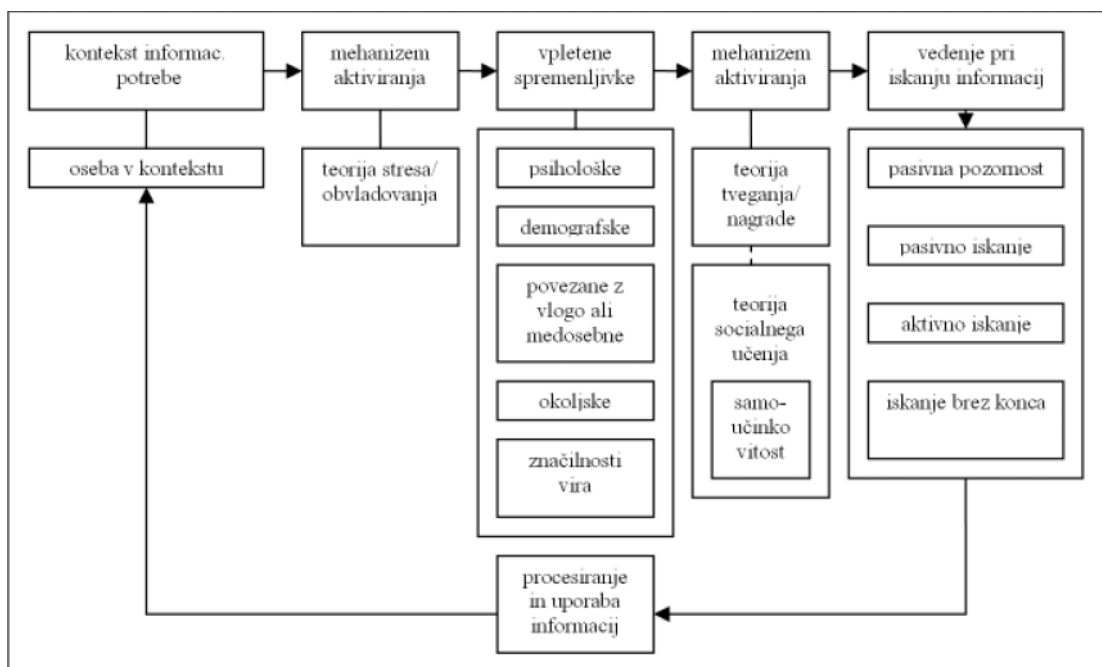 kontekst informac.
potrebe
mehanizem
aktiviranja
vpletene
spremenljivke
mehanizem
aktiviranja
vedenje pri
iskanju informacij
oseba v kontekstu
teorija stresa/
obvladovanja
psihološke
demografske
povezane z
vlogo ali
medosebne
okoljske
značilnosti
vira
teorija
tveganja/
nagrade
teorija
socialnega
učenja
samo-
učinko
vitost
pasivna pozornost
pasivno iskanje
aktivno iskanje
iskanje brez konca
procesiranje
in uporaba
informacij